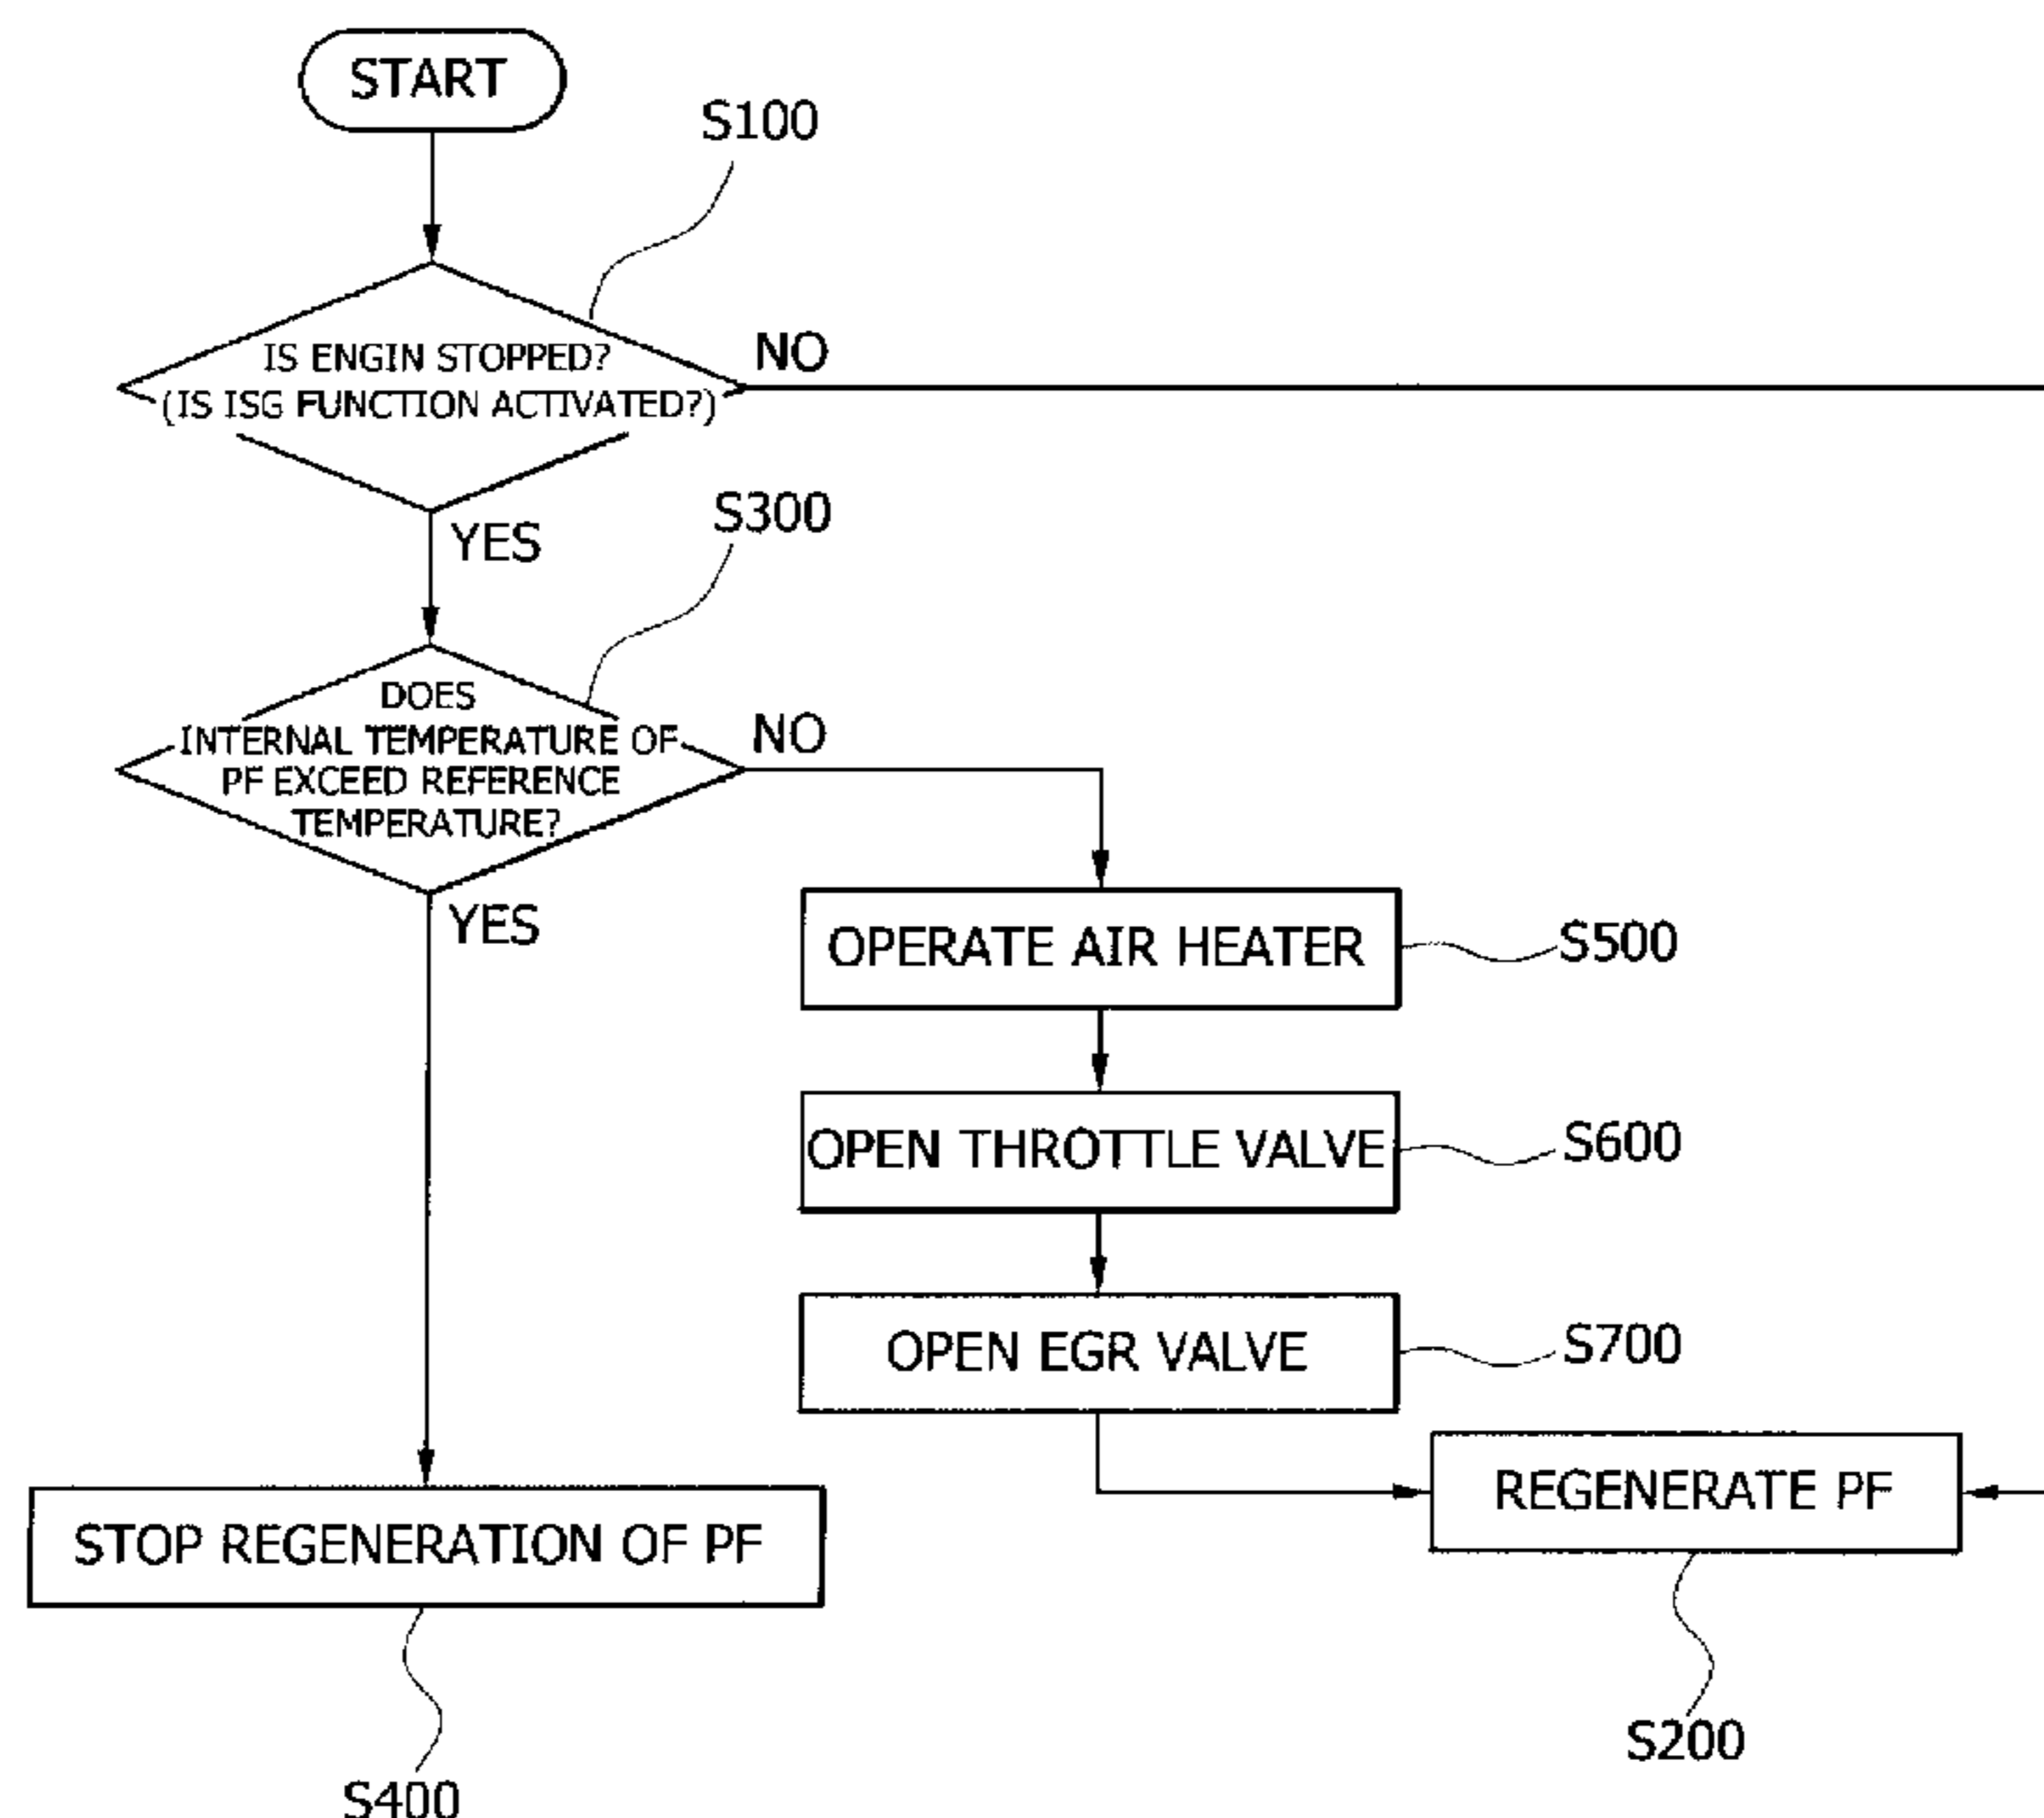 START
S100
IS ENGIN STOPPED?
(IS ISG FUNCTION ACTIVATED?)
NO
YES
S300
DOES
INTERNAL TEMPERATURE OF
PF EXCEED REFERENCE
TEMPERATURE?
NO
YES
OPERATE AIR HEATER
S500
OPEN THROTTLE VALVE
S600
OPEN EGR VALVE
S700
REGENERATE PF
STOP REGENERATION OF PF
S200
S400